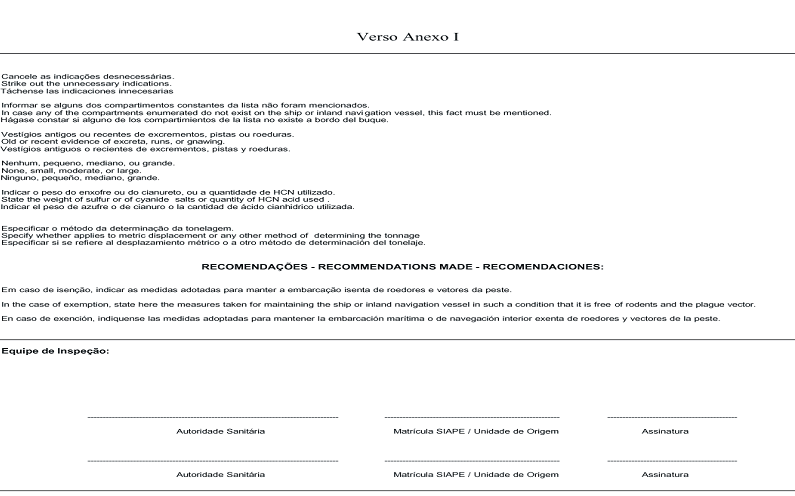 Verso Anexo I
Cancele as indicações desnecessárias.
Strike out the unnecessary indications.
Táchense las indicaciones innecesarias
Informar se alguns dos compartimentos constantes da lista não foram mencionados.
In case any of the compartments enumerated do not exist on the ship or inland navigation vessel, this fact must be mentioned.
Hágase constar si alguno de los compartimientos de la lista no existe a bordo del buque.
Vestígios antigos ou recentes de excrementos, pistas ou roeduras.
Old or recent evidence of excreta, runs, or gnawing.
Vestígios antiguos o recientes de excrementos, pistas y roeduras.
Nenhum, pequeno, mediano, ou grande.
None, small, moderate, or large.
Ninguno, pequeño, mediano, grande.
Indicar o peso do enxofre ou do cianureto, ou a quantidade de HCN utilizado.
State the weight of sulfur or of cyanide salts or quantity of HCN acid used .
Indicar el peso de azufre o de cianuro o la cantidad de ácido cianhidrico utilizada.
Especificar o método da determinação da tonelagem.
Specify whether applies to metric displacement or any other method of determining the tonnage
Especificar si se refiere al desplazamiento métrico o a otro método de determinación del tonelaje.
RECOMENDAÇÕES - RECOMMENDATIONS MADE - RECOMENDACIONES:
Em caso de isenção, indicar as medidas adotadas para manter a embarcação isenta de roedores e vetores da peste.
In the case of exemption, state here the measures taken for maintaining the ship or inland navigation vessel in such a condition that it is free of rodents and the plague vector.
En caso de exención, indiquense las medidas adoptadas para mantener la embarcación marítima o de navegación interior exenta de roedores y vectores de la peste.
Equipe de Inspeção:
Autoridade Sanitária Matrícula SIAPE / Unidade de Origem Assinatura
Autoridade Sanitária Matrícula SIAPE / Unidade de Origem Assinatura